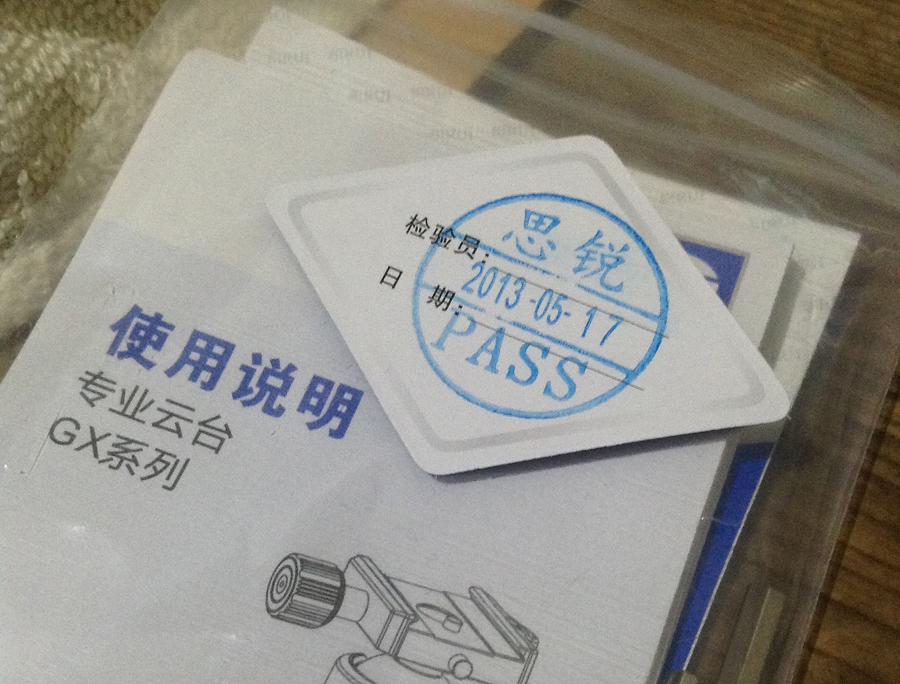 检验员:
日 期:
思锐
2013-05-17
PASS
使用说明
专业云台
GX系列